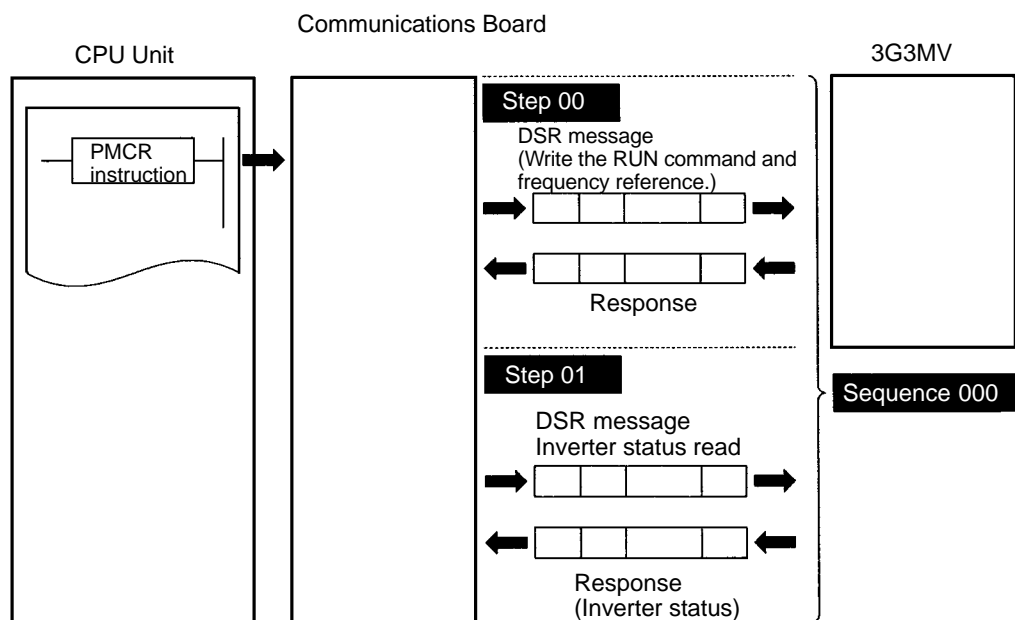 Communications Board
CPU Unit
3G3MV
PMCR
instruction
Step 00
DSR message
(Write the RUN command and
frequency reference.)
Response
Step 01
Sequence 000
DSR message
Inverter status read
Response
(Inverter status)